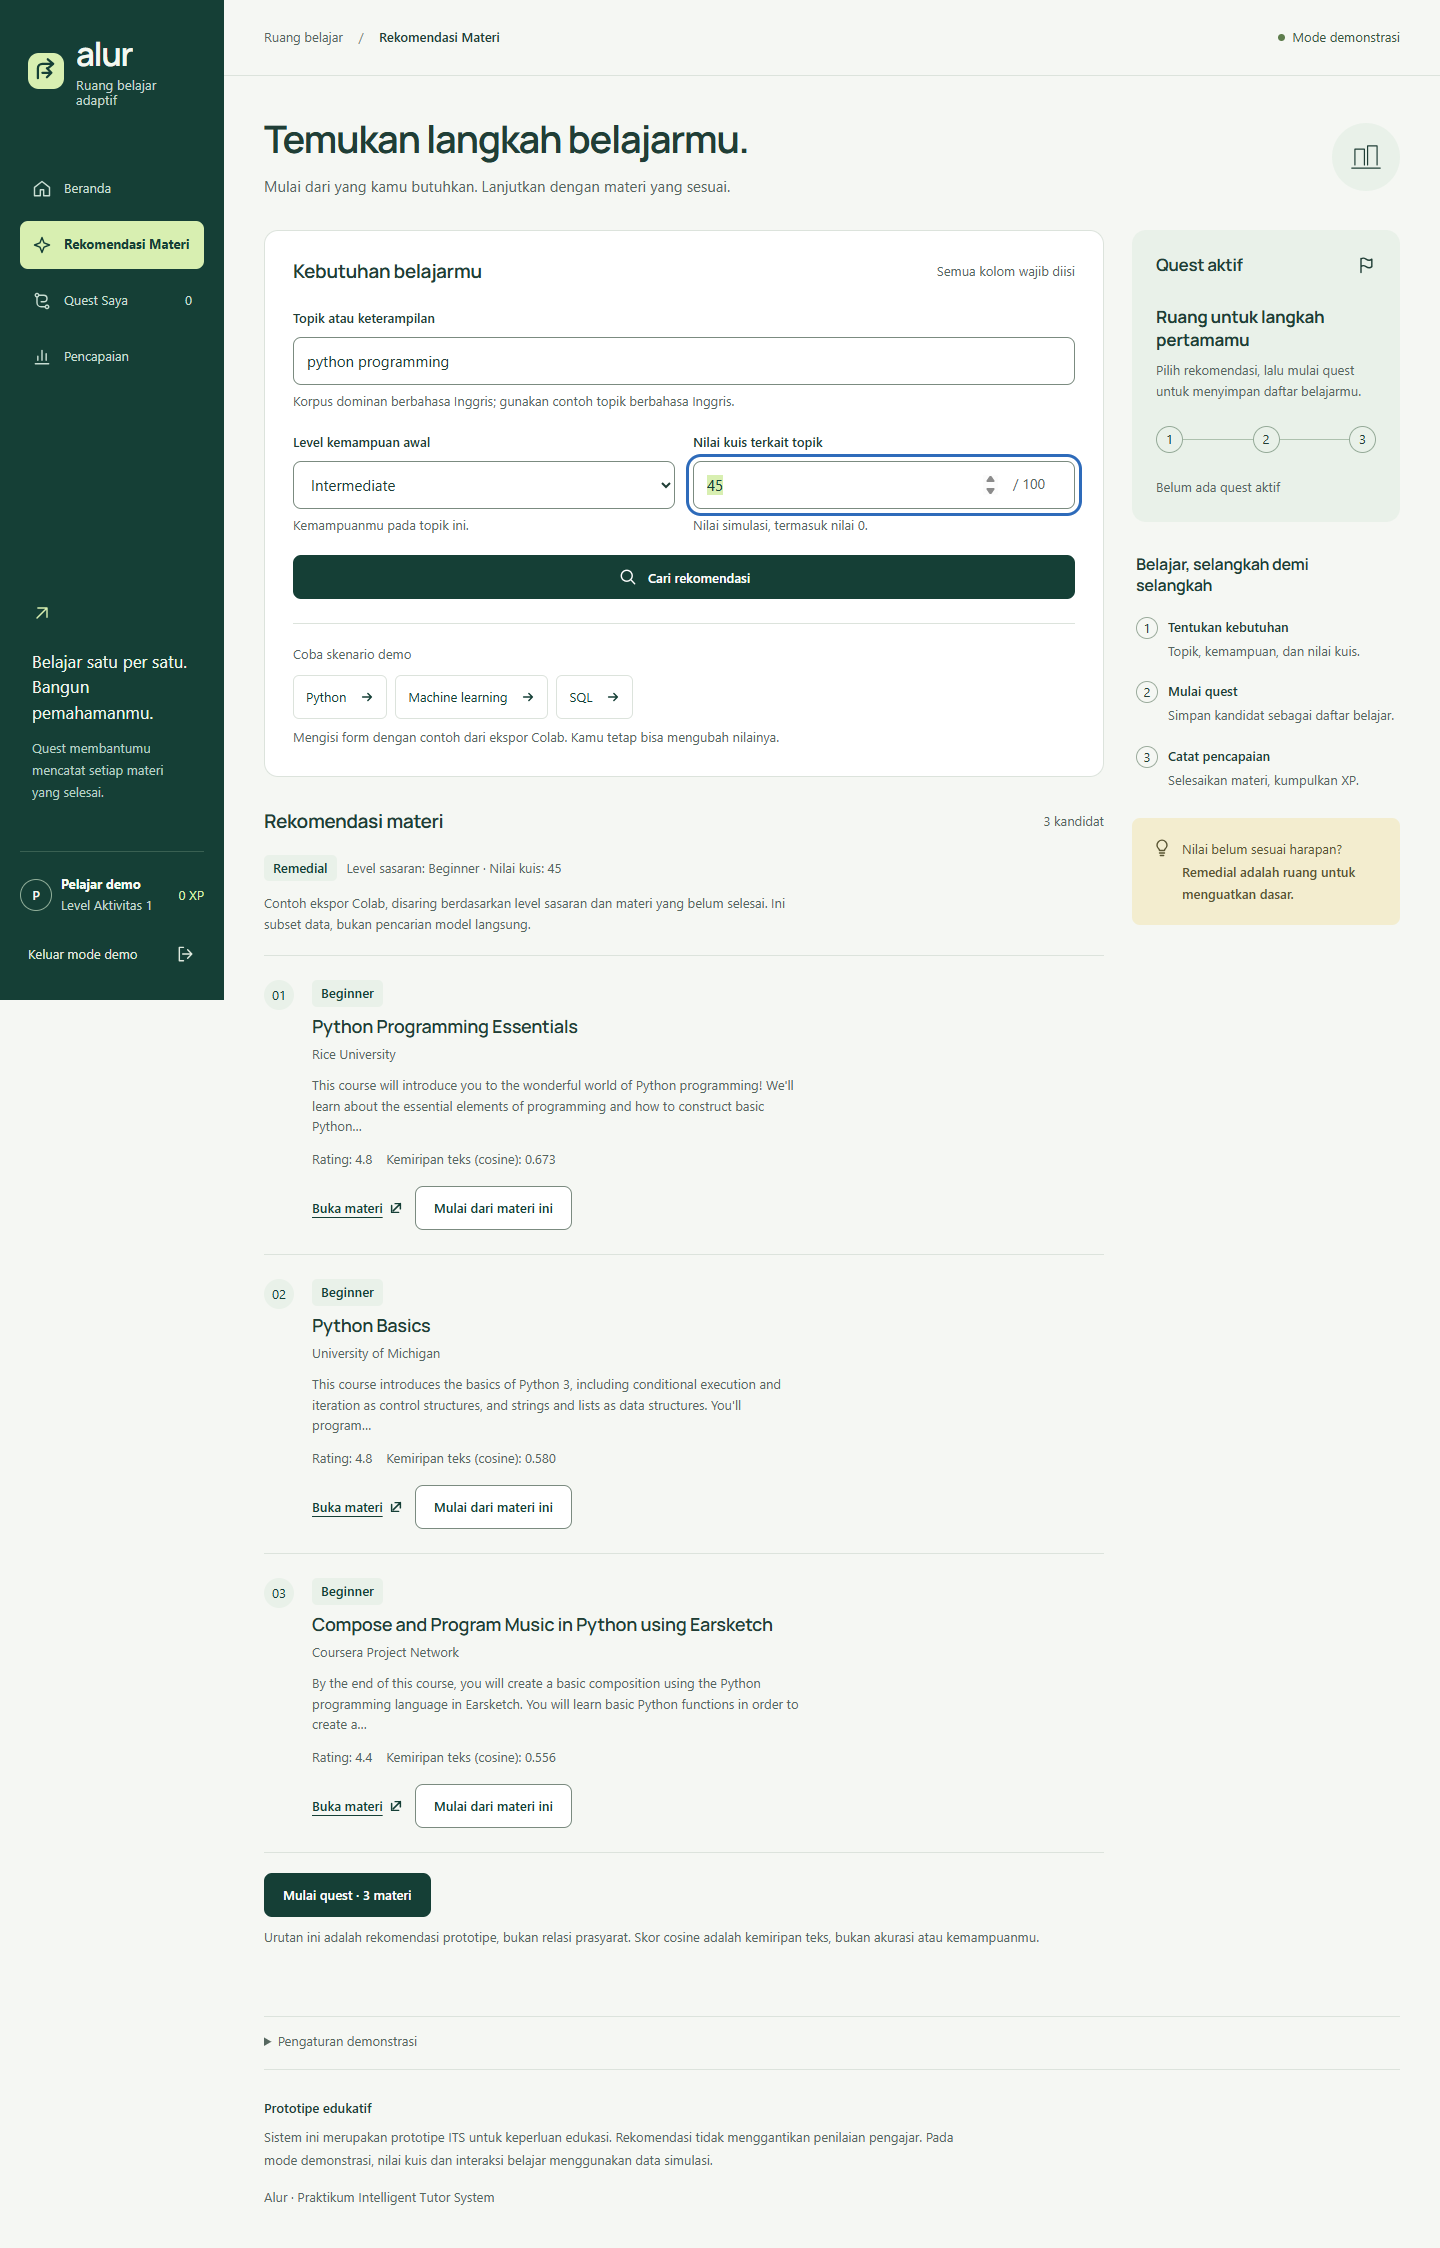 alur
Ruang belajar
adaptif
Beranda
Rekomendasi Materi
Quest Saya 0
Pencapaian
Belajar satu per satu.
Bangun
pemahamanmu.
Quest membantumu
mencatat setiap materi
yang selesai.
P
Pelajar demo
Level Aktivitas 1
0 XP
Keluar mode demo
Ruang belajar / Rekomendasi Materi
Mode demonstrasi
Temukan langkah belajarmu.
Mulai dari yang kamu butuhkan. Lanjutkan dengan materi yang sesuai.
Kebutuhan belajarmu
Semua kolom wajib diisi
Topik atau keterampilan
python programming
Korpus dominan berbahasa Inggris; gunakan contoh topik berbahasa Inggris.
Level kemampuan awal
Intermediate
Kemampuanmu pada topik ini.
Nilai kuis terkait topik
45 / 100
Nilai simulasi, termasuk nilai 0.
Cari rekomendasi
Coba skenario demo
Python → Machine learning → SQL →
Mengisi form dengan contoh dari ekspor Colab. Kamu tetap bisa mengubah nilainya.
Rekomendasi materi
3 kandidat
Remedial Level sasaran: Beginner · Nilai kuis: 45
Contoh ekspor Colab, disaring berdasarkan level sasaran dan materi yang belum selesai. Ini
subset data, bukan pencarian model langsung.
01
Beginner
Python Programming Essentials
Rice University
This course will introduce you to the wonderful world of Python programming! We'll
learn about the essential elements of programming and how to construct basic
Python...
Rating: 4.8 Kemiripan teks (cosine): 0.673
Buka materi Mulai dari materi ini
02
Beginner
Python Basics
University of Michigan
This course introduces the basics of Python 3, including conditional execution and
iteration as control structures, and strings and lists as data structures. You'll
program...
Rating: 4.8 Kemiripan teks (cosine): 0.580
Buka materi Mulai dari materi ini
03
Beginner
Compose and Program Music in Python using Earsketch
Coursera Project Network
By the end of this course, you will create a basic composition using the Python
programming language in Earsketch. You will learn basic Python functions in order to
create a...
Rating: 4.4 Kemiripan teks (cosine): 0.556
Buka materi Mulai dari materi ini
Mulai quest · 3 materi
Urutan ini adalah rekomendasi prototipe, bukan relasi prasyarat. Skor cosine adalah kemiripan teks, bukan akurasi atau kemampuanmu.
Quest aktif
Ruang untuk langkah
pertamamu
Pilih rekomendasi, lalu mulai quest
untuk menyimpan daftar belajarmu.
1 2 3
Belum ada quest aktif
Belajar, selangkah demi
selangkah
1 Tentukan kebutuhan
Topik, kemampuan, dan nilai kuis.
2 Mulai quest
Simpan kandidat sebagai daftar belajar.
3 Catat pencapaian
Selesaikan materi, kumpulkan XP.
Nilai belum sesuai harapan?
Remedial adalah ruang untuk
menguatkan dasar.
Pengaturan demonstrasi
Prototipe edukatif
Sistem ini merupakan prototipe ITS untuk keperluan edukasi. Rekomendasi tidak menggantikan penilaian pengajar. Pada
mode demonstrasi, nilai kuis dan interaksi belajar menggunakan data simulasi.
Alur · Praktikum Intelligent Tutor System